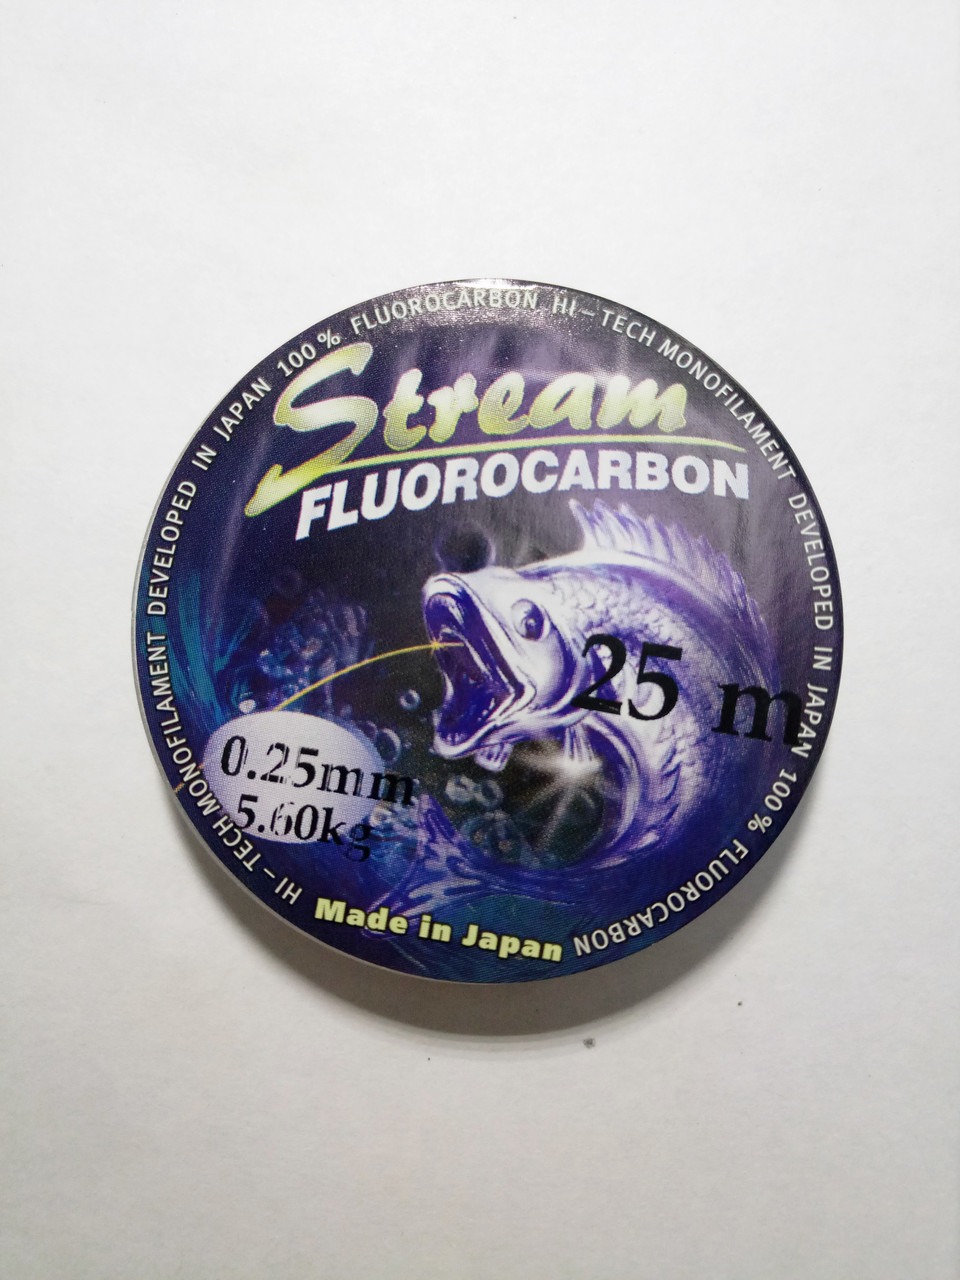 HI-TECH MONOFILAMENT DEVELOPED IN JAPAN 100% FLUOROCARBON HI-TECH MONOFILAMENT DEVELOPED IN JAPAN 100% FLUOROCARBON
Stream
FLUOROCARBON
25 m
0.25mm
5.60kg
Made in Japan